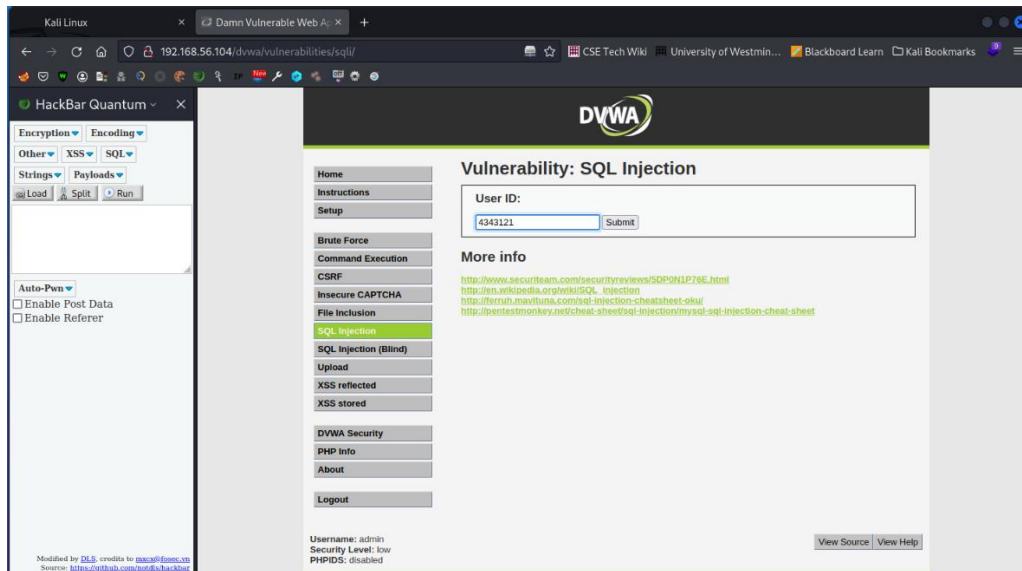 Kali Linux
Damn Vulnerable Web Ap
192.168.56.104/dvwa/vulnerabilities/sqli/
CSE Tech Wiki
University of Westmin...
Blackboard Learn
Kali Bookmarks
HackBar Quantum
Encryption
Encoding
Other
XSS
SQL
Strings
Payloads
Load
Split
Run
Auto-Pwn
Enable Post Data
Enable Referer
Modified by DLS, credits to
DVWA
Home
Instructions
Setup
Brute Force
Command Execution
CSRF
Insecure CAPTCHA
File Inclusion
SQL Injection
SQL Injection (Blind)
Upload
XSS reflected
XSS stored
DVWA Security
PHP Info
About
Logout
Username: admin
Security Level: low
PHPIDS: disabled
Vulnerability: SQL Injection
User ID:
4343121
Submit
More info
http://www.securiteam.com/securityreviews/5DP0N1P76E.html
http://en.wikipedia.org/wiki/SQL_injection
http://ferruh.mavituna.com/sql-injection-cheatsheet-oku/
http://pentestmonkey.net/cheat-sheet/sql-injection/mysql-sql-injection-cheat-sheet
View Source
View Help